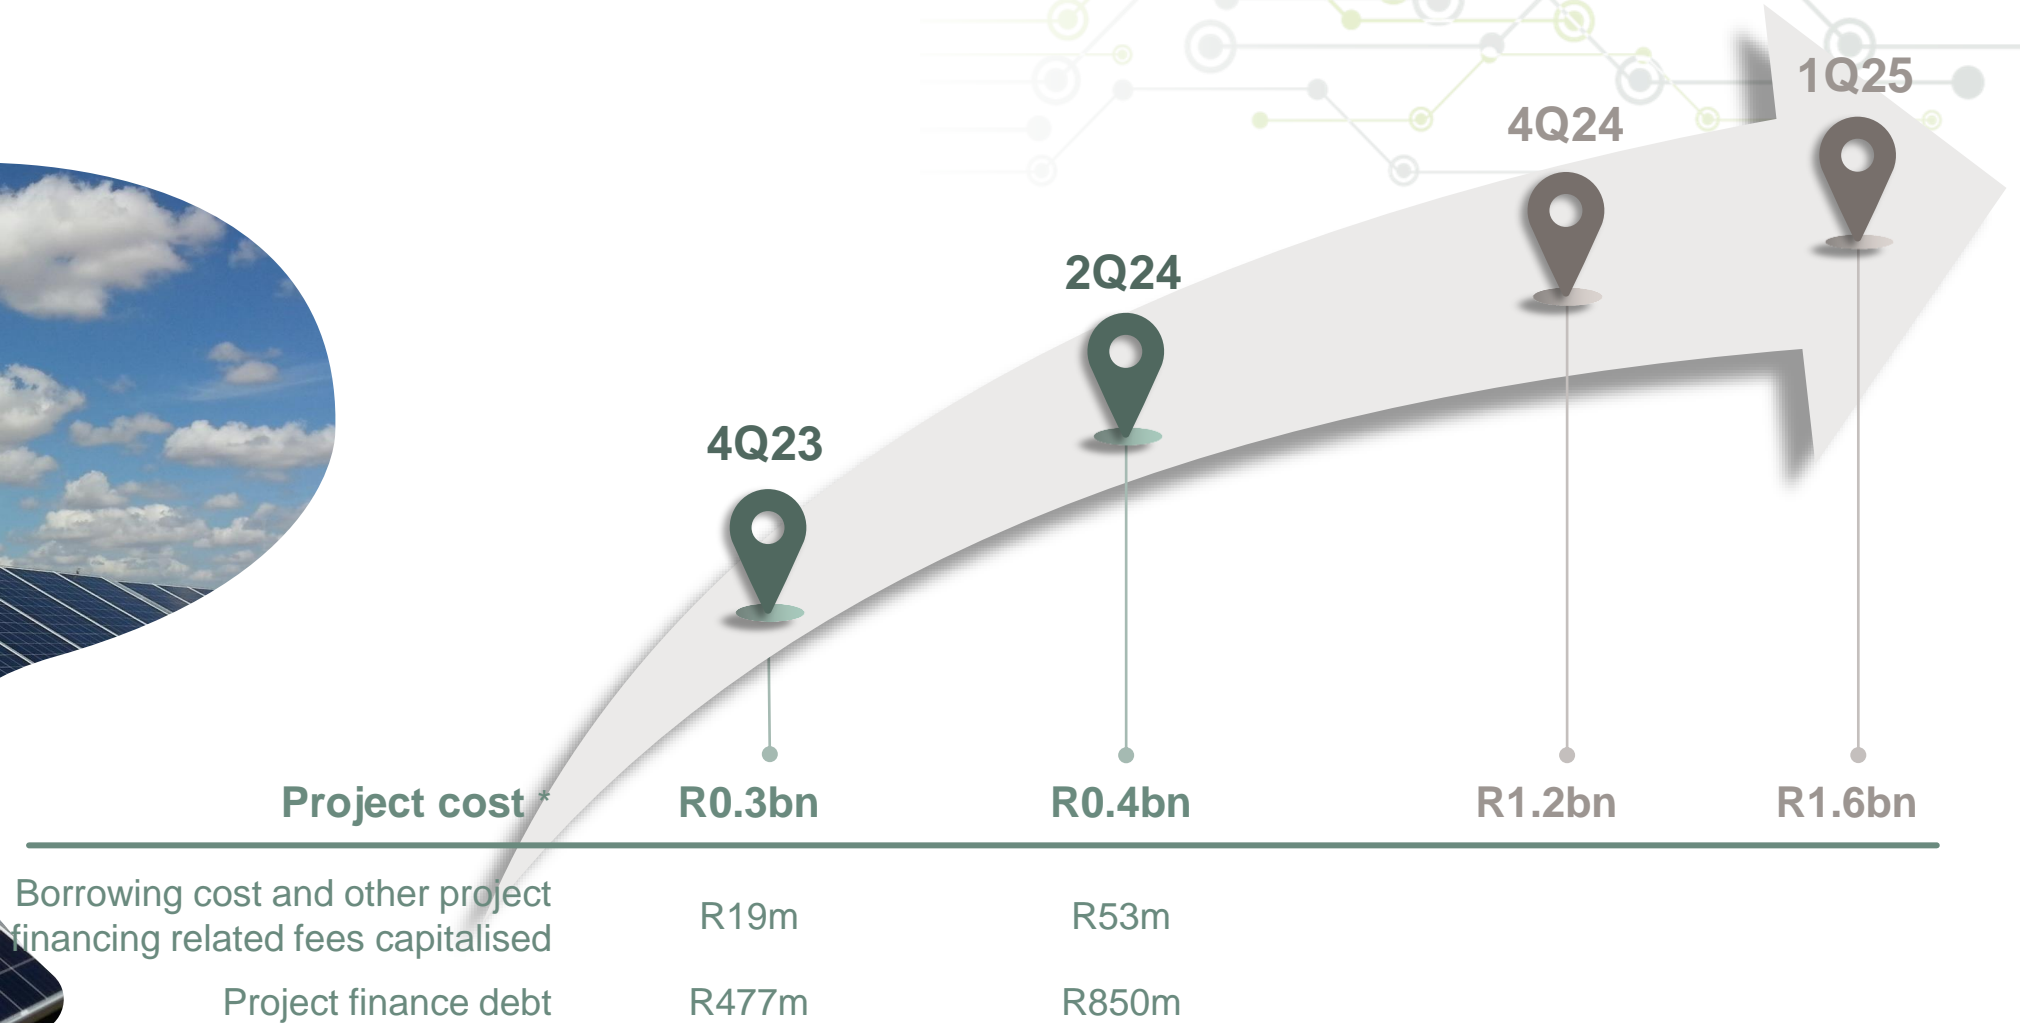 1Q25
4Q24
2Q24
4Q23
Project cost * R0.3bn R0.4bn R1.2bn R1.6bn
Borrowing cost and other project
financing related fees capitalised R19m R53m
Project finance debt R477m R850m